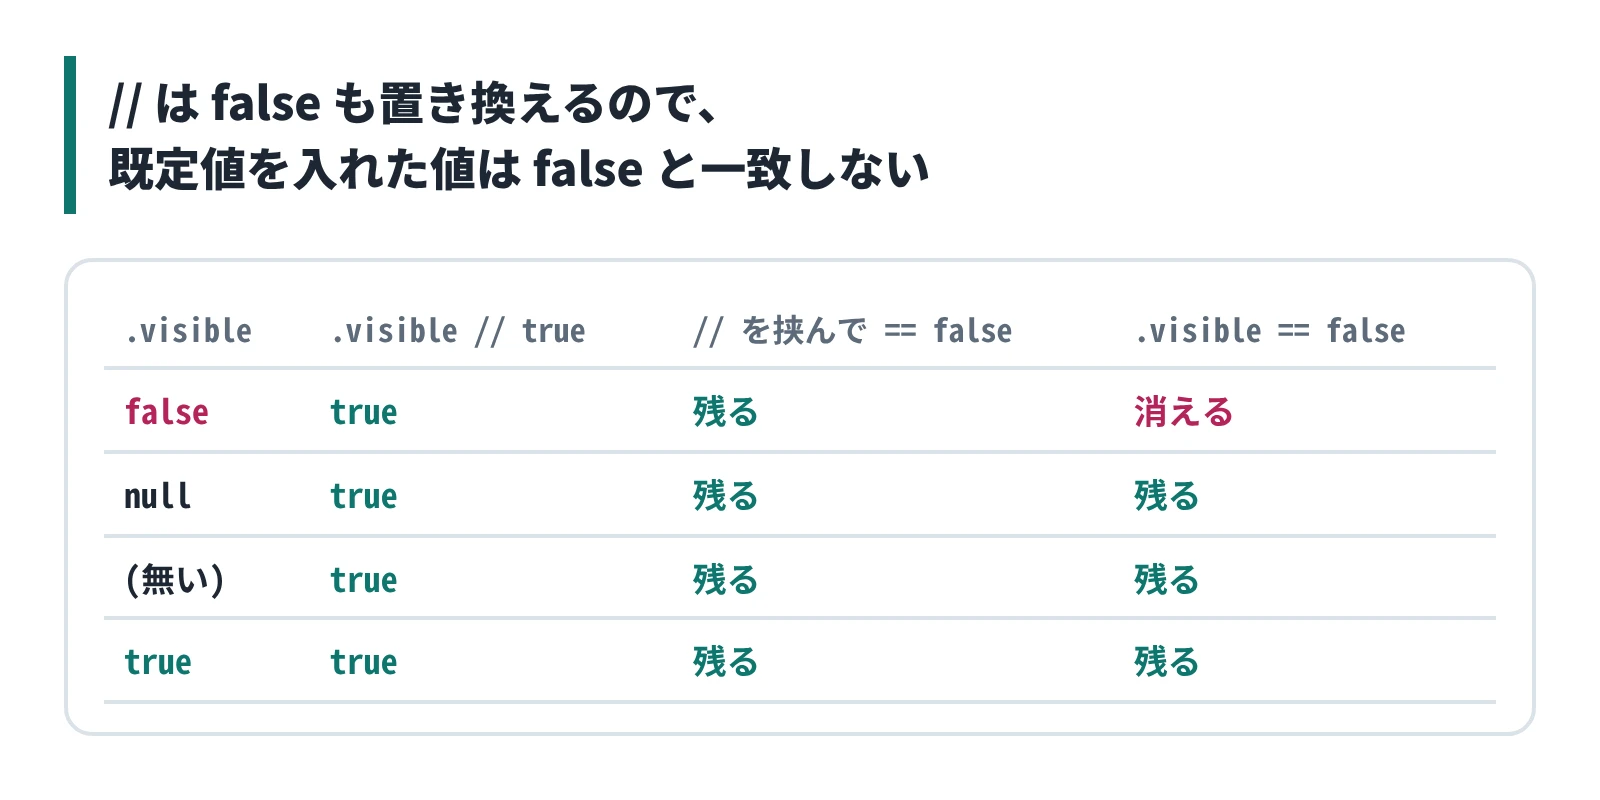 // は false も置き換えるので、
既定値を入れた値は false と一致しない
.visible .visible // true // を挟んで == false .visible == false
false true 残る 消える
null true 残る 残る
(無い) true 残る 残る
true true 残る 残る